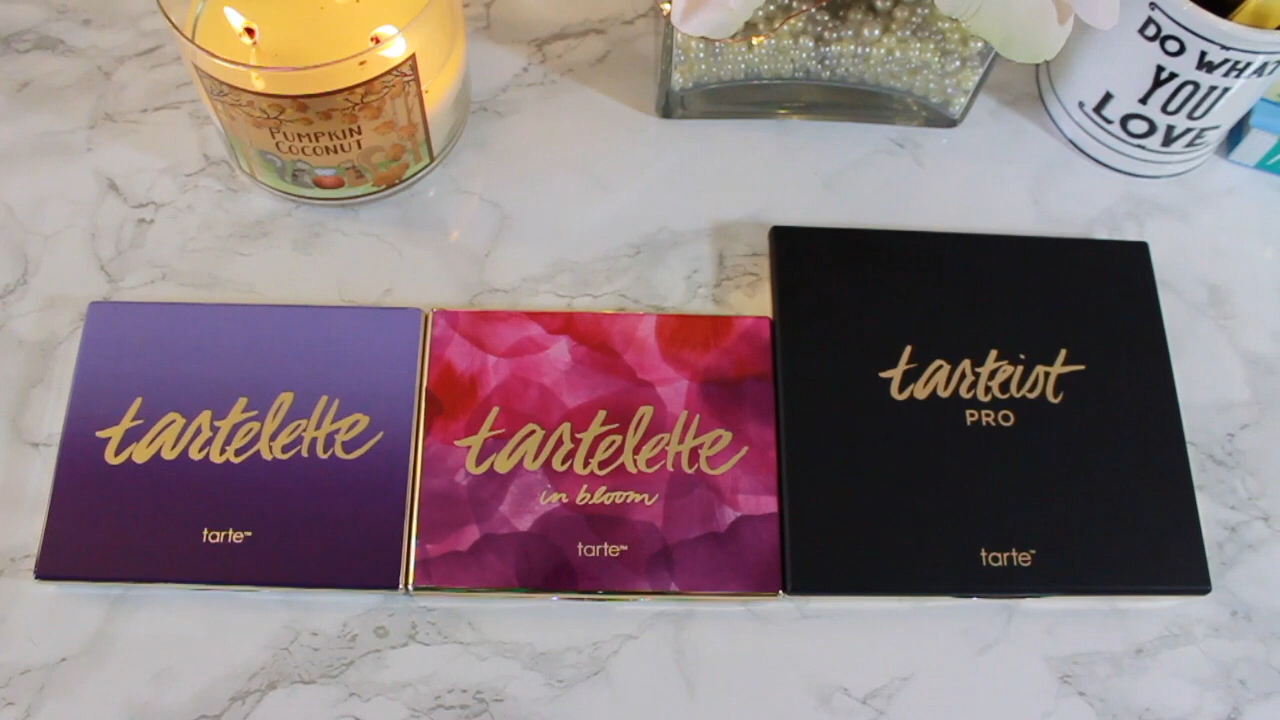 PUMPKIN
COCONUT
DO WHAT
YOU
LOVE
tartelette
tarte™
tartelette
in bloom
tarte™
tarteist
PRO
tarte™